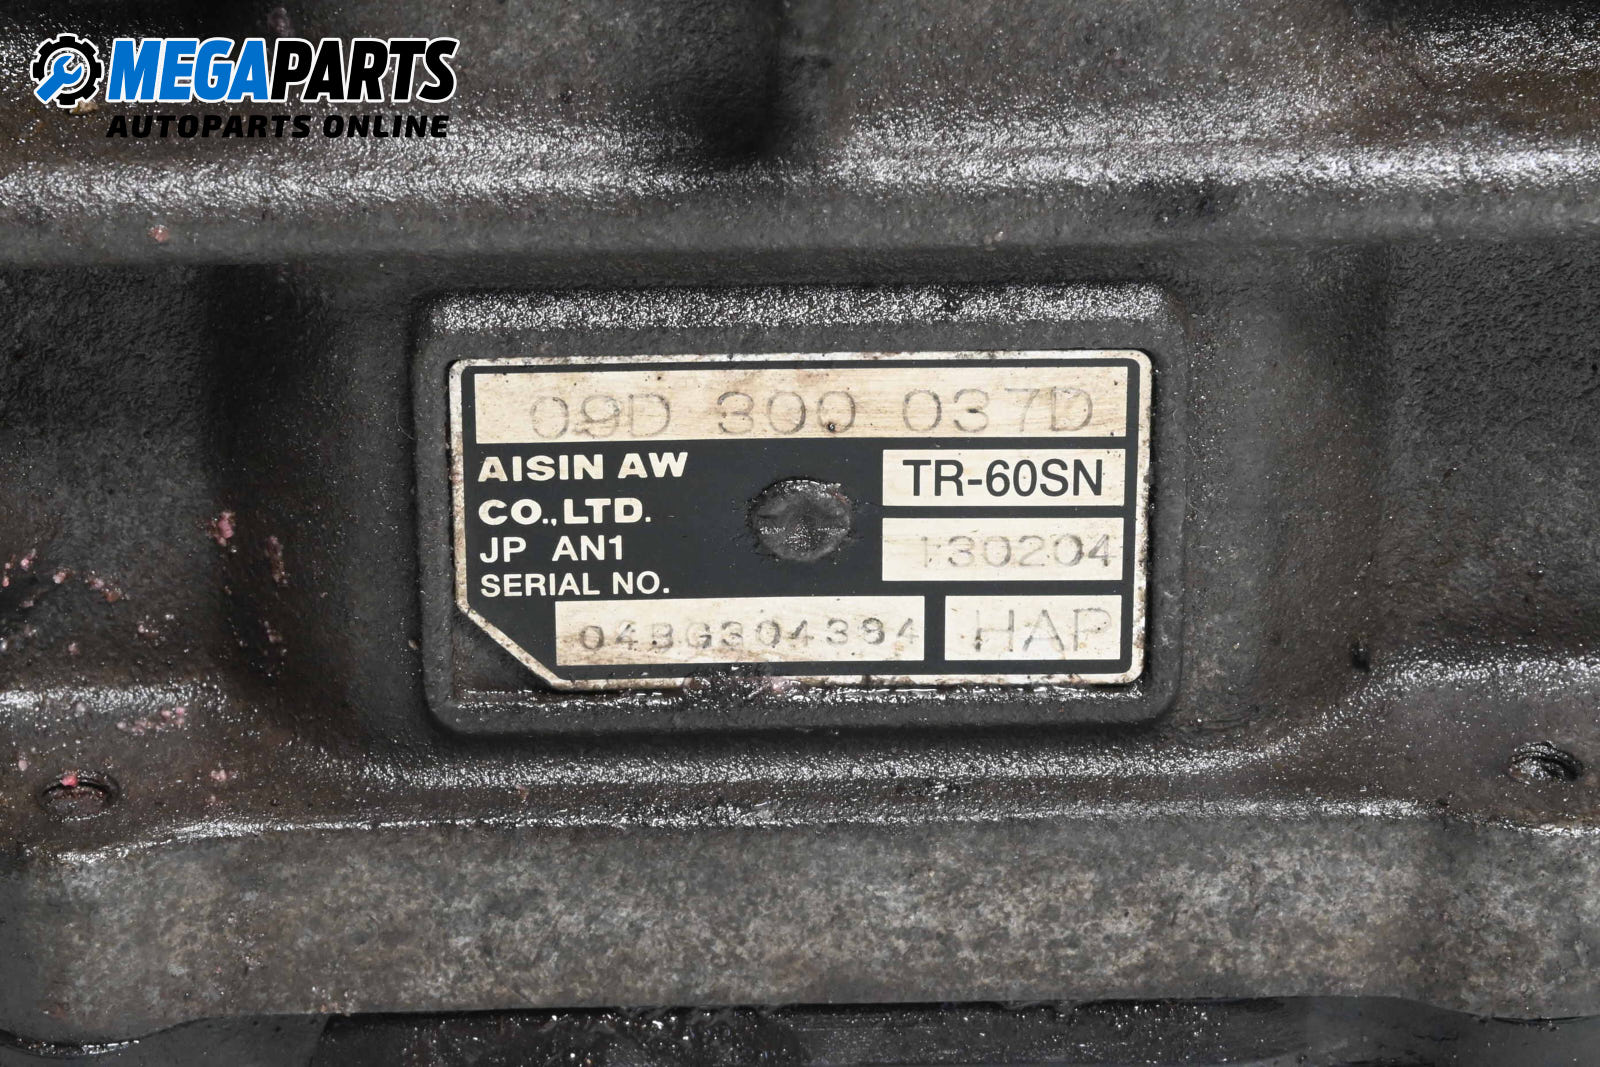 MEGAPARTS
AUTOPARTS ONLINE
09D 300 037D
AISIN AW
CO.,LTD.
JP AN1
SERIAL NO.
TR-60SN
130204
04BG304394
HAP